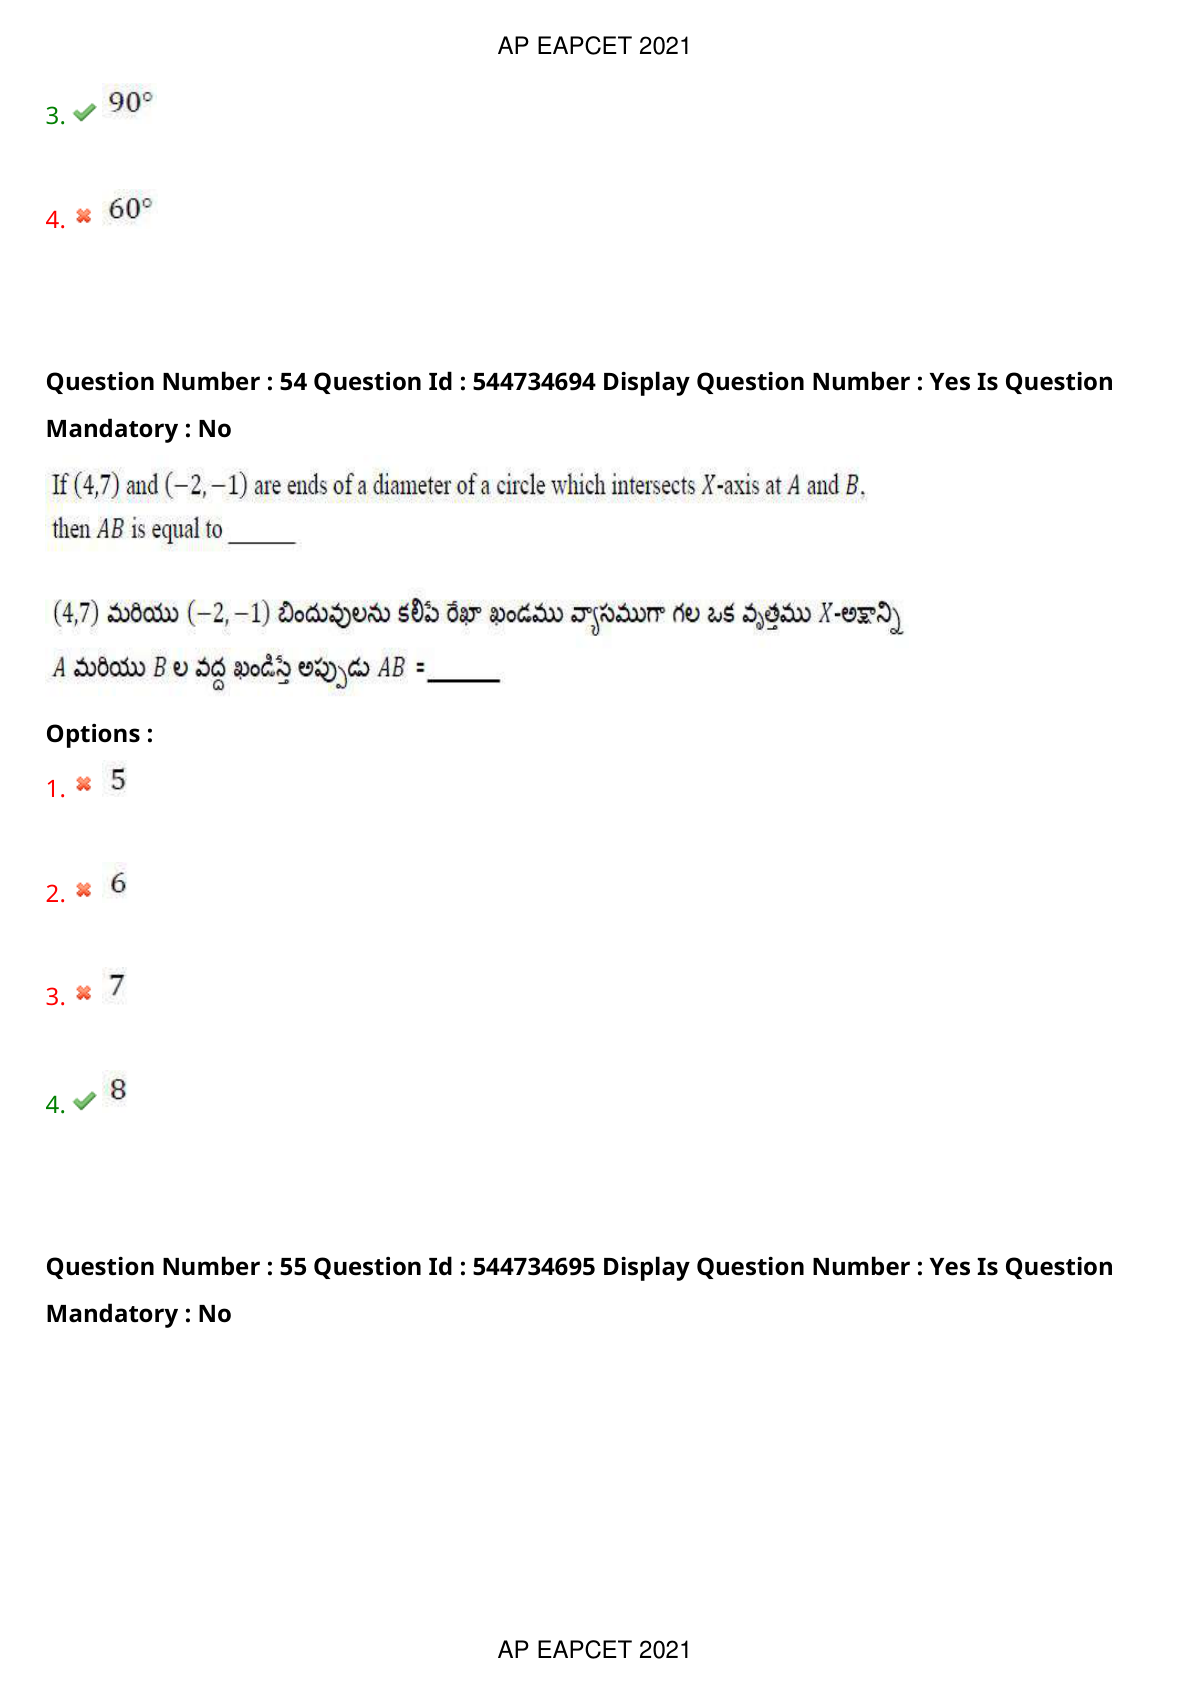 AP EAPCET 2021
3. 90°
4. 60°
Question Number : 54 Question Id : 544734694 Display Question Number : Yes Is Question
Mandatory : No
If (4,7) and (−2,−1) are ends of a diameter of a circle which intersects X-axis at A and B,
then AB is equal to ______
(4,7) మరియు (−2,−1) బిందువులను కలిపే రేఖా ఖండము వ్యాసముగా గల ఒక వృత్తము X-అక్షాన్ని
A మరియు B ల వద్ద ఖండిస్తే అప్పుడు AB =______
Options :
1. 5
2. 6
3. 7
4. 8
Question Number : 55 Question Id : 544734695 Display Question Number : Yes Is Question
Mandatory : No
AP EAPCET 2021